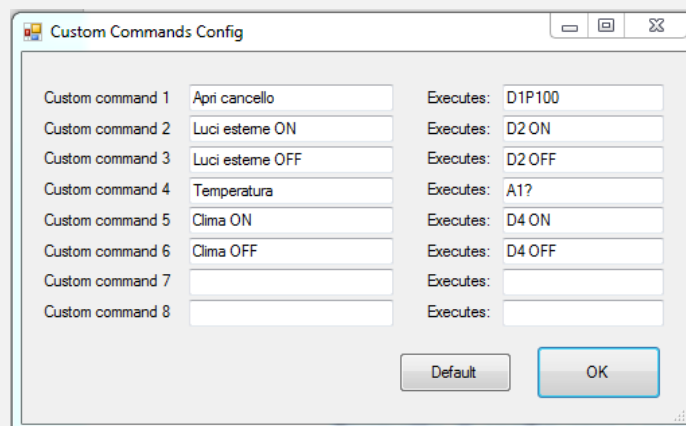 Custom Commands Config
Custom command 1 Apri cancello Executes: D1P100
Custom command 2 Luci esterne ON Executes: D2 ON
Custom command 3 Luci esterne OFF Executes: D2 OFF
Custom command 4 Temperatura Executes: A1?
Custom command 5 Clima ON Executes: D4 ON
Custom command 6 Clima OFF Executes: D4 OFF
Custom command 7 Executes:
Custom command 8 Executes:
Default OK